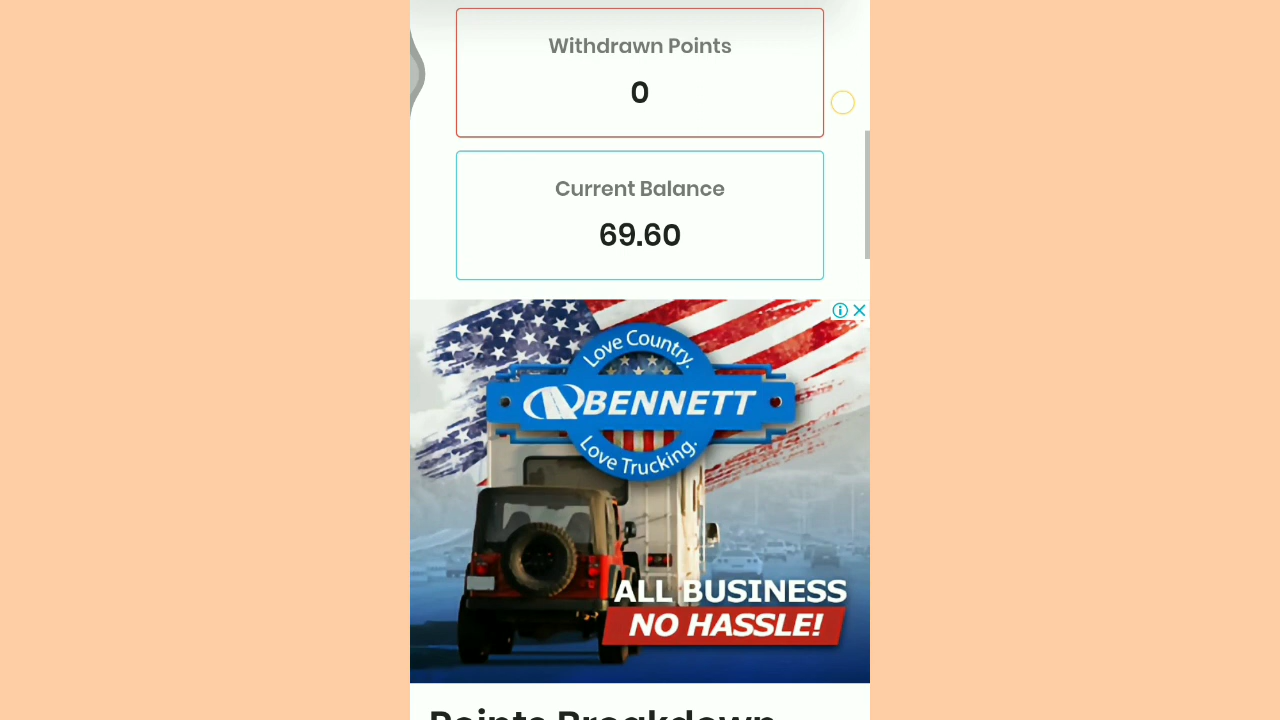 Withdrawn Points
0
Current Balance
69.60
Love Country.
BENNETT
Love Trucking.
ALL BUSINESS
NO HASSLE!
Points Breakdown